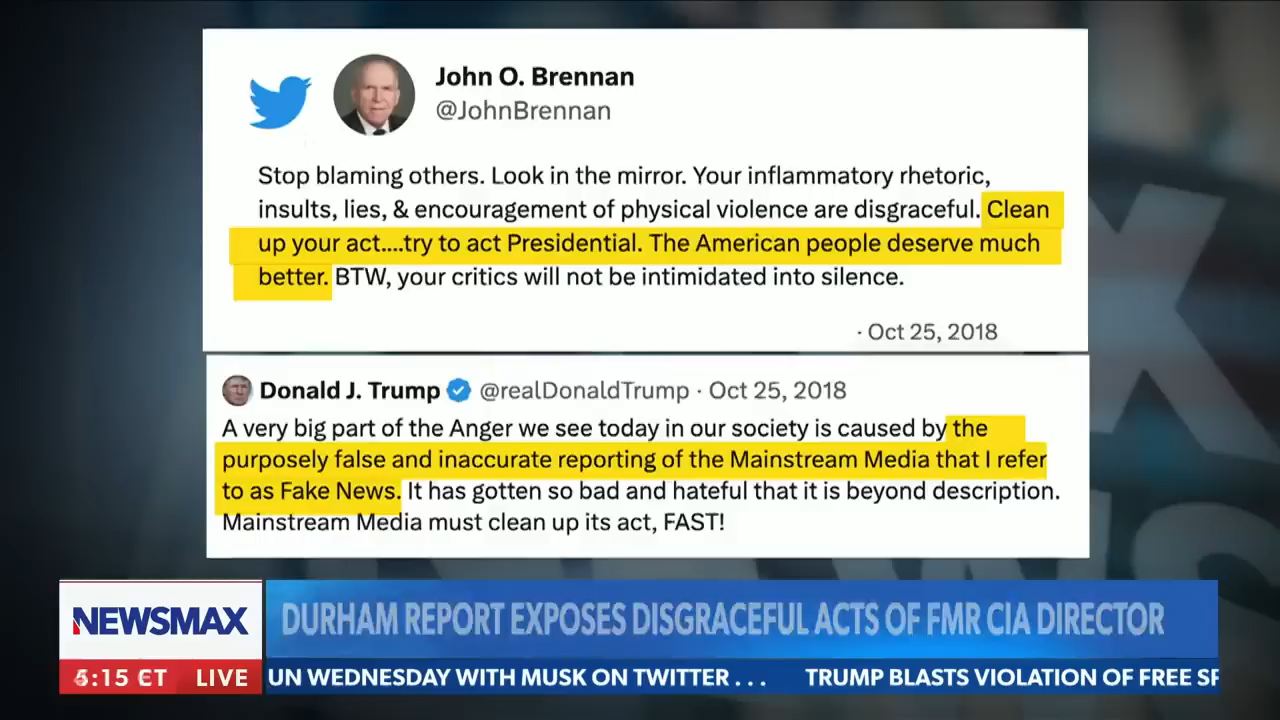 John O. Brennan
@JohnBrennan
Stop blaming others. Look in the mirror. Your inflammatory rhetoric,
insults, lies, & encouragement of physical violence are disgraceful. Clean
up your act....try to act Presidential. The American people deserve much
better. BTW, your critics will not be intimidated into silence.
· Oct 25, 2018
Donald J. Trump @realDonaldTrump · Oct 25, 2018
A very big part of the Anger we see today in our society is caused by the
purposely false and inaccurate reporting of the Mainstream Media that I refer
to as Fake News. It has gotten so bad and hateful that it is beyond description.
Mainstream Media must clean up its act, FAST!
NEWSMAX
DURHAM REPORT EXPOSES DISGRACEFUL ACTS OF FMR CIA DIRECTOR
5:15 ET LIVE
UN WEDNESDAY WITH MUSK ON TWITTER . . . TRUMP BLASTS VIOLATION OF FREE SP